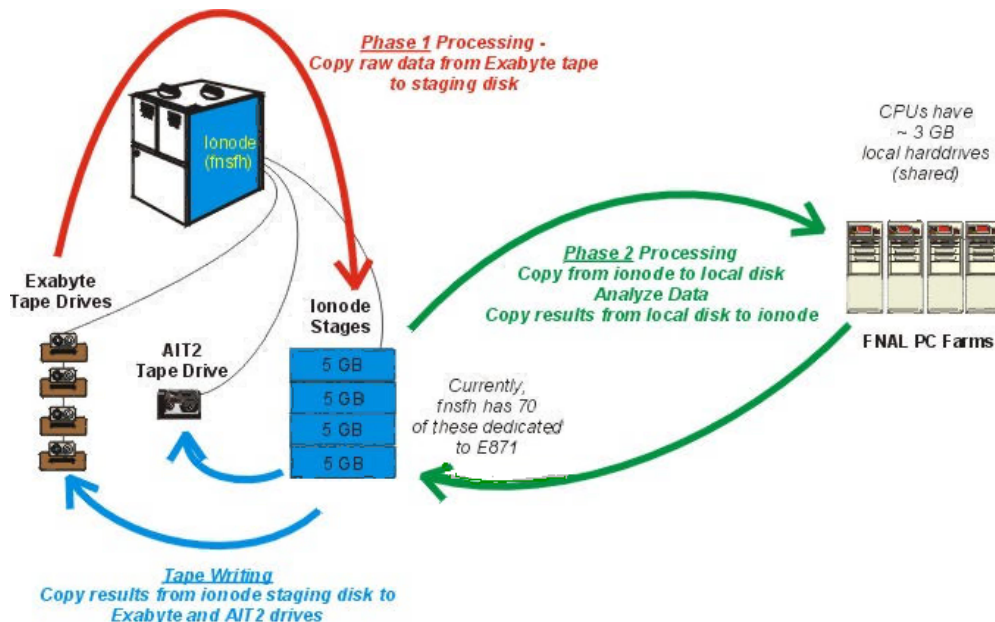 Phase 1 Processing -
Copy raw data from Exabyte tape
to staging disk
Ionode
(fnsfh)
CPUs have
~ 3 GB
local harddrives
(shared)
Exabyte
Tape Drives
AIT2
Tape Drive
Ionode
Stages
5 GB
5 GB
5 GB
5 GB
Phase 2 Processing
Copy from ionode to local disk
Analyze Data
Copy results from local disk to ionode
FNAL PC Farms
Currently,
fnsfh has 70
of these dedicated
to E871
Tape Writing
Copy results from ionode staging disk to
Exabyte and AIT2 drives